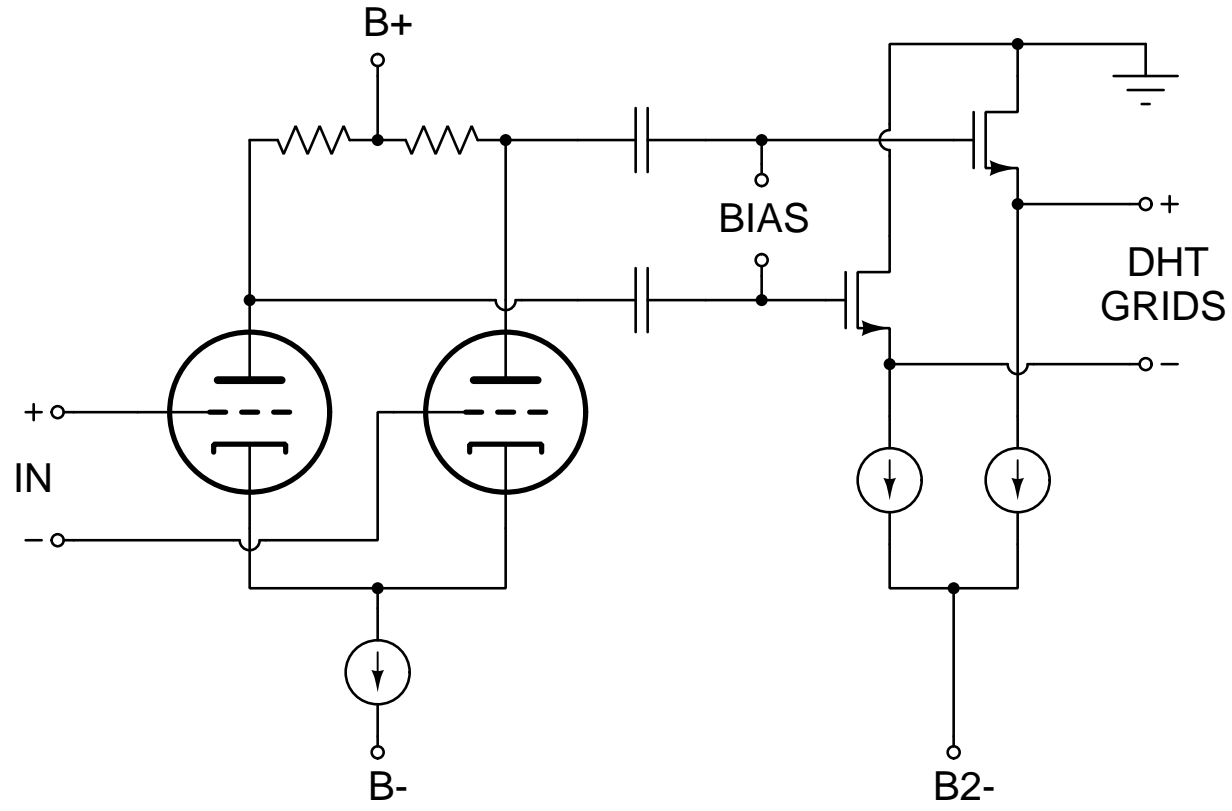 B+
BIAS
+
DHT
GRIDS
−
+
IN
−
B-
B2-